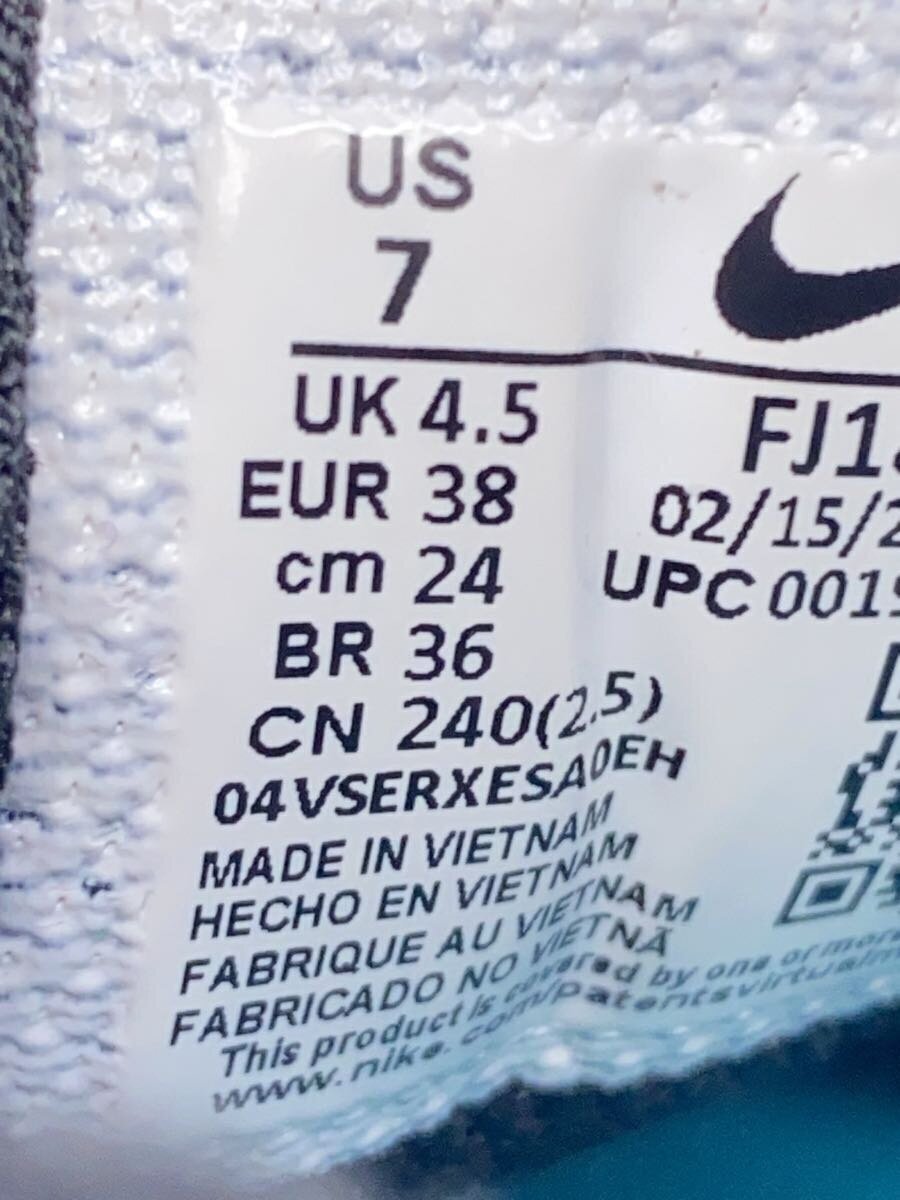 US
7
UK 4.5
EUR 38
cm 24
BR 36
CN 240(2.5)
04VSERXESA0EH
MADE IN VIETNAM
HECHO EN VIETNAM
FABRIQUE AU VIETNAM
FABRICADO NO VIETNÃ
This product is covered by one or more
www.nike.com/patentsvirtualm
FJ1
02/15/2
UPC 0019